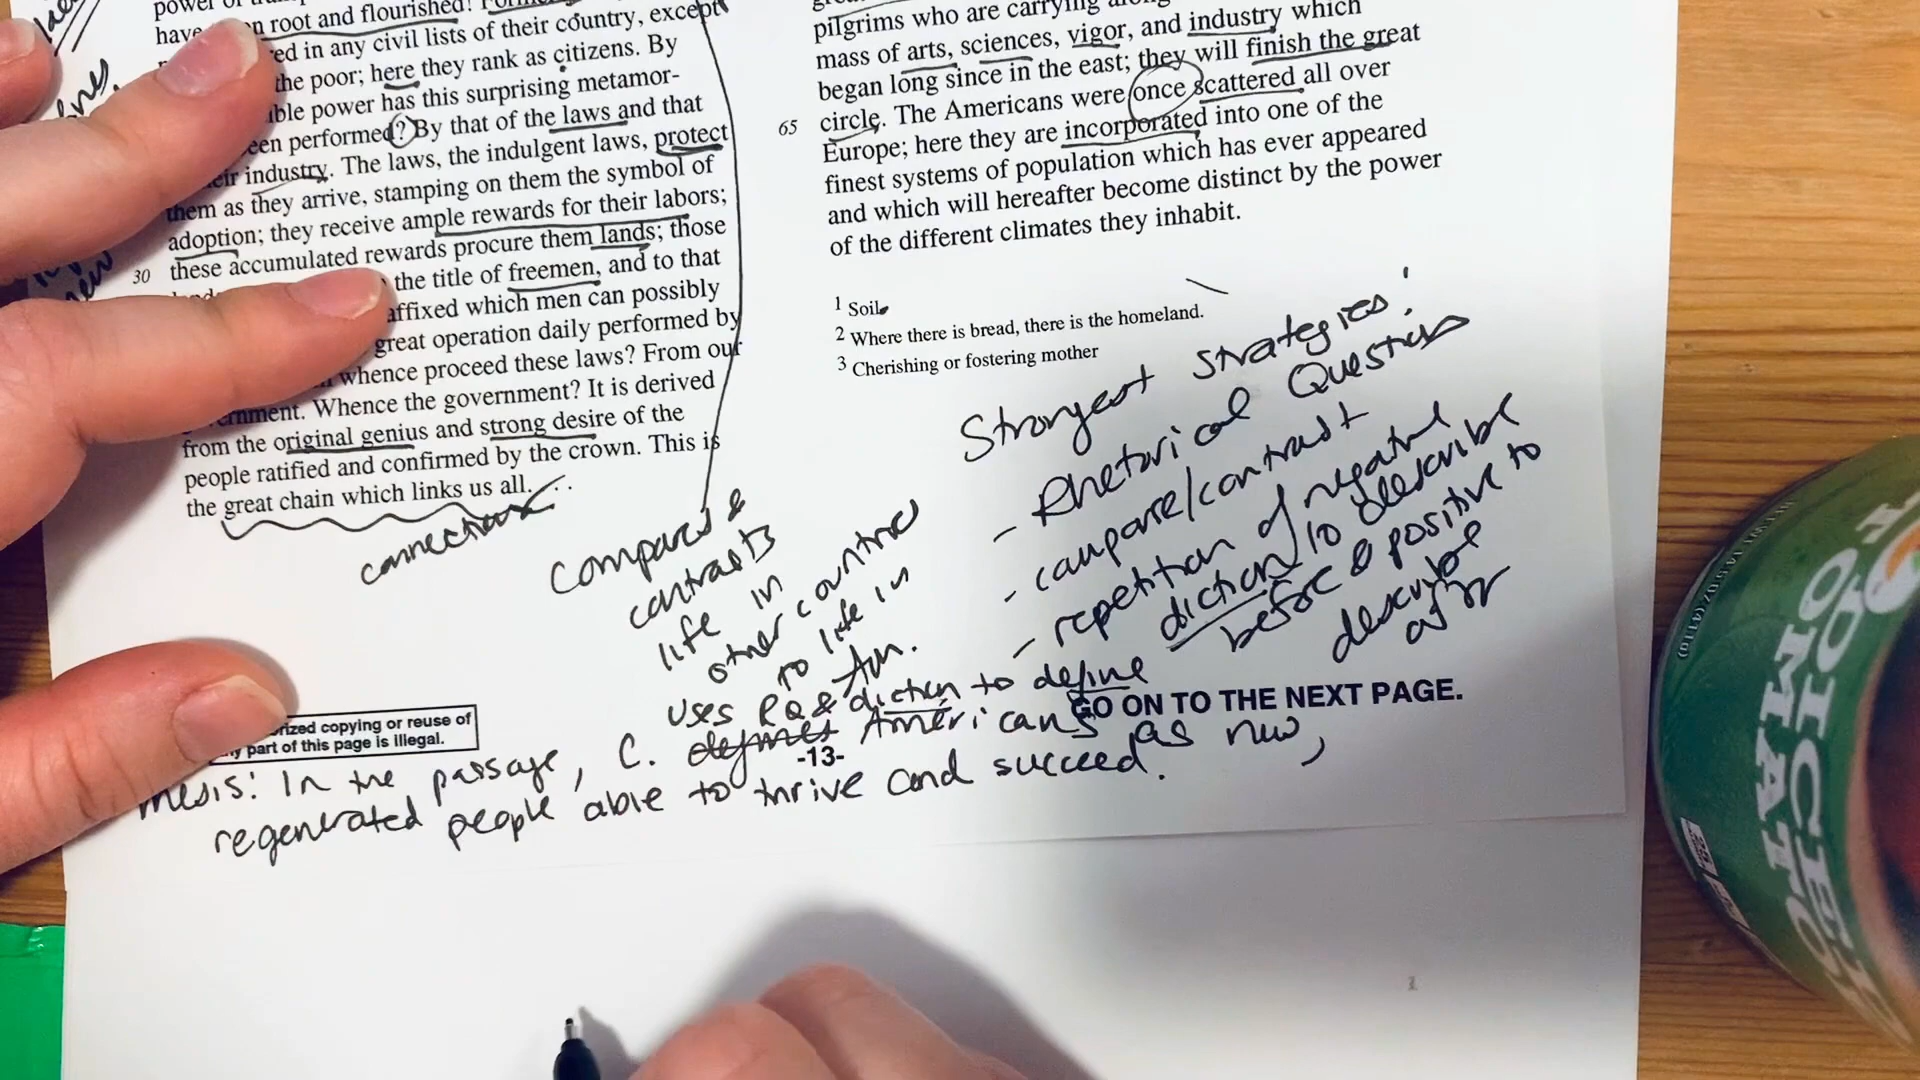 power of
have root and flourished!
red in any civil lists of their country, except
the poor; here they rank as citizens. By
ible power has this surprising metamor-
een performed? By that of the laws and that
eir industry. The laws, the indulgent laws, protect
them as they arrive, stamping on them the symbol of
adoption; they receive ample rewards for their labors;
30 these accumulated rewards procure them lands; those
the title of freemen, and to that
affixed which men can possibly
great operation daily performed by
whence proceed these laws? From our
ernment. Whence the government? It is derived
from the original genius and strong desire of the
people ratified and confirmed by the crown. This is
the great chain which links us all.
connection
Compares &
contrasts
life in
other countries
to life in
Am.
pilgrims who are carrying
mass of arts, sciences, vigor, and industry which
began long since in the east; they will finish the great
65 circle. The Americans were once scattered all over
Europe; here they are incorporated into one of the
finest systems of population which has ever appeared
and which will hereafter become distinct by the power
of the different climates they inhabit.
1 Soil
2 Where there is bread, there is the homeland.
3 Cherishing or fostering mother
Strongest Strategies:
- Rhetorical Questions
- compare/contrast
- repetition of negative
diction to describe
before & positive to
describe
after
GO ON TO THE NEXT PAGE.
rized copying or reuse of
y part of this page is illegal.
-13-
uses RQ & diction to define
hesis: In the passage, C. defines Americans as new,
regenerated people able to thrive and succeed.
1